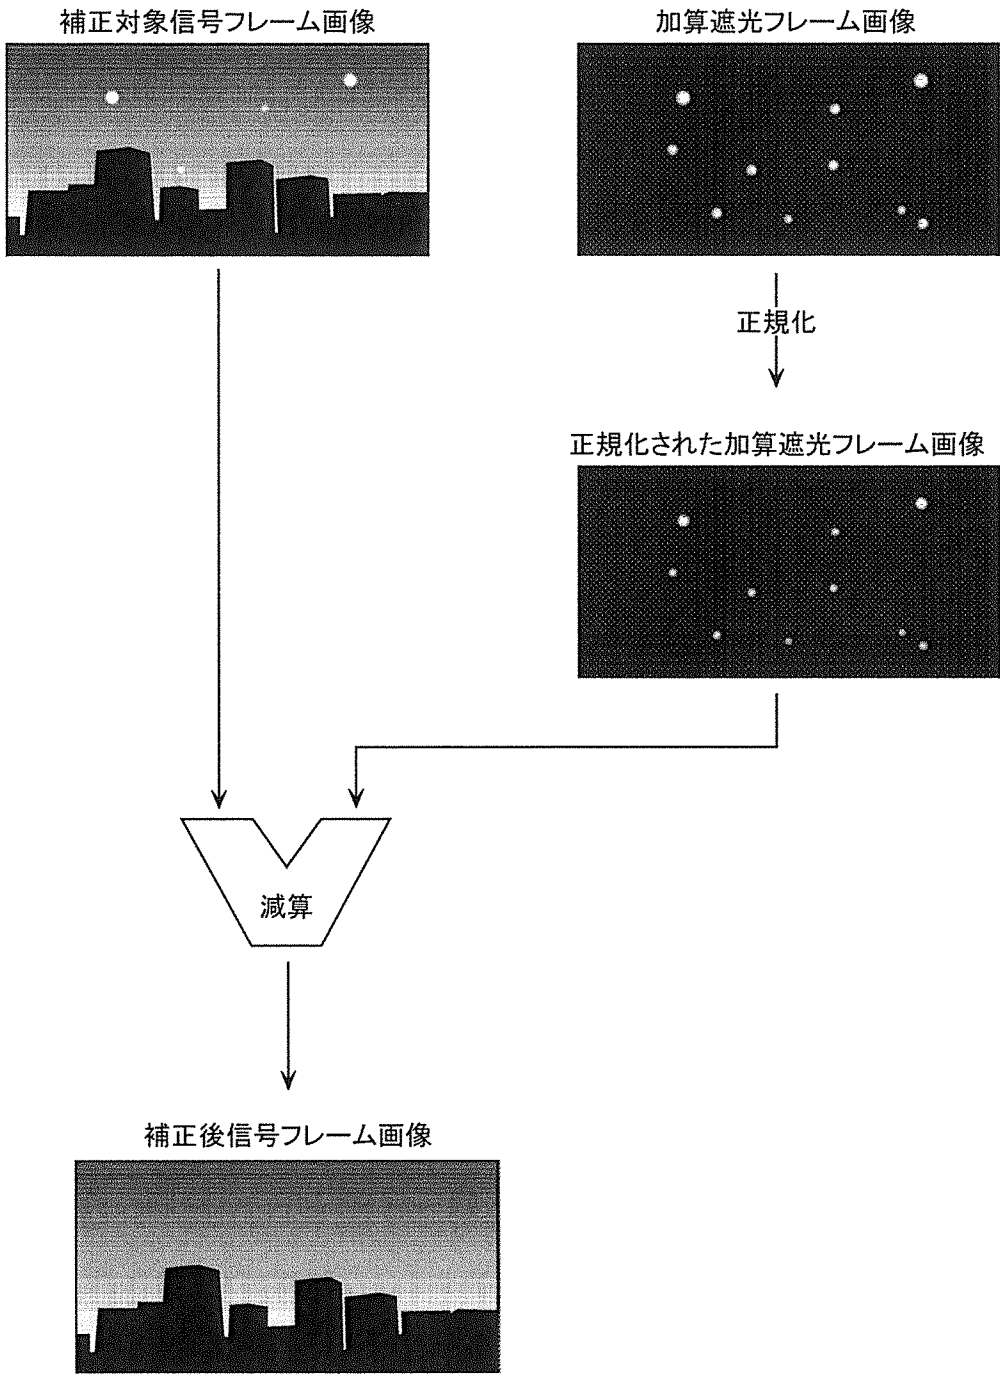 補正対象信号フレーム画像
加算遮光フレーム画像
正規化
正規化された加算遮光フレーム画像
減算
補正後信号フレーム画像